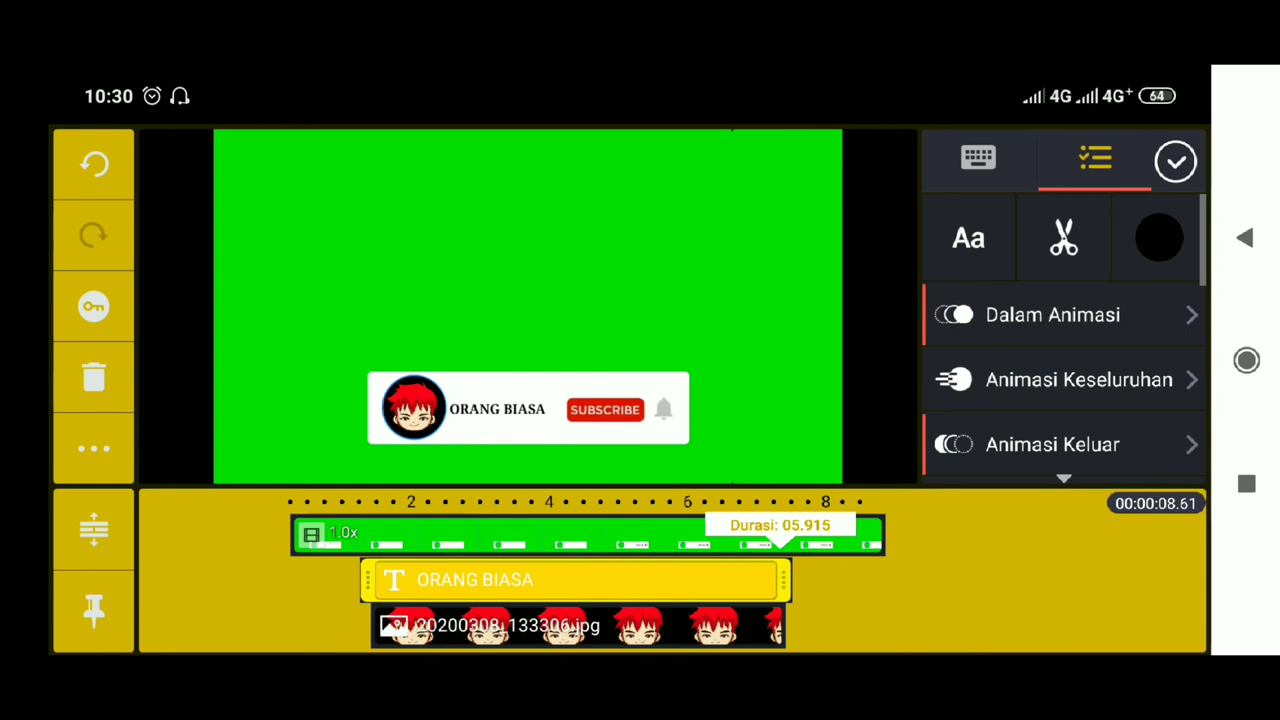 10:30
4G 4G+ 64
Aa
Dalam Animasi
Animasi Keseluruhan
Animasi Keluar
ORANG BIASA SUBSCRIBE
2 4 6 8
00:00:08.61
1.0x
Durasi: 05.915
T ORANG BIASA
20200308_133306.jpg